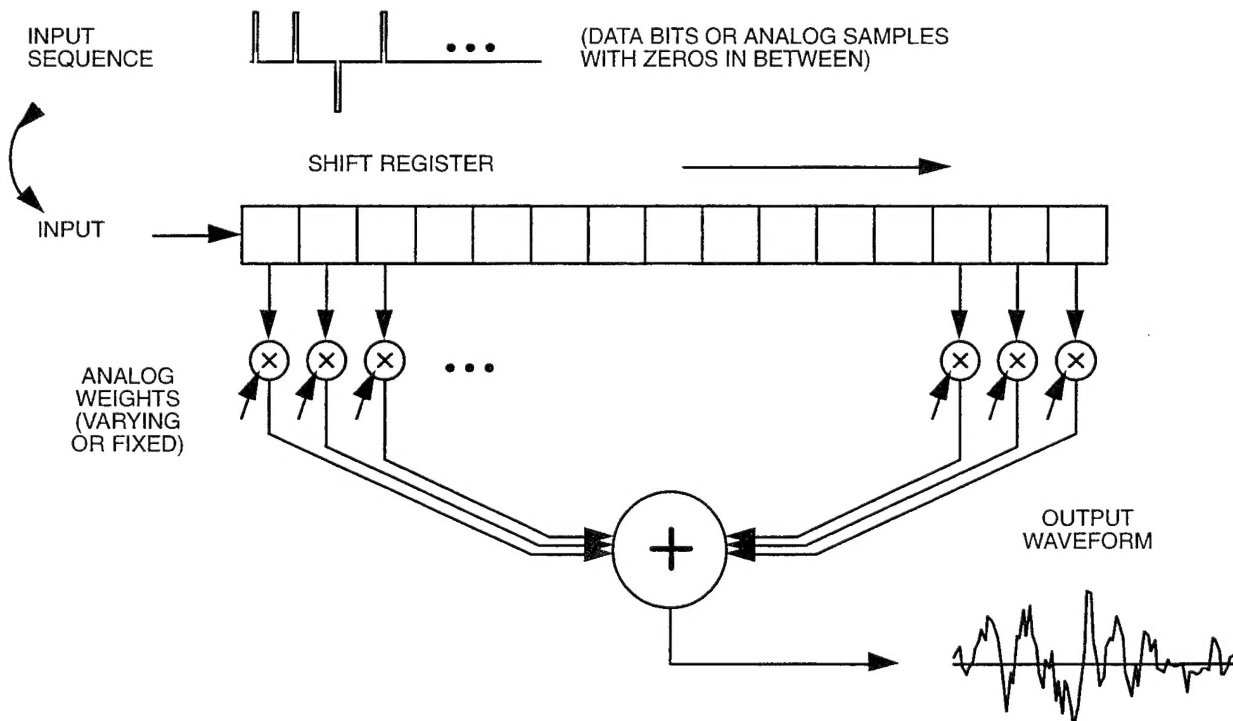 INPUT
SEQUENCE
(DATA BITS OR ANALOG SAMPLES
WITH ZEROS IN BETWEEN)
SHIFT REGISTER
INPUT
ANALOG
WEIGHTS
(VARYING
OR FIXED)
OUTPUT
WAVEFORM